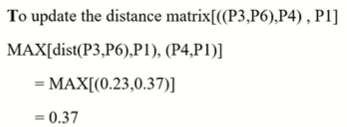 To update the distance matrix[((P3,P6),P4) , P1]
MAX[dist(P3,P6),P1), (P4,P1)]
= MAX[(0.23,0.37)]
= 0.37